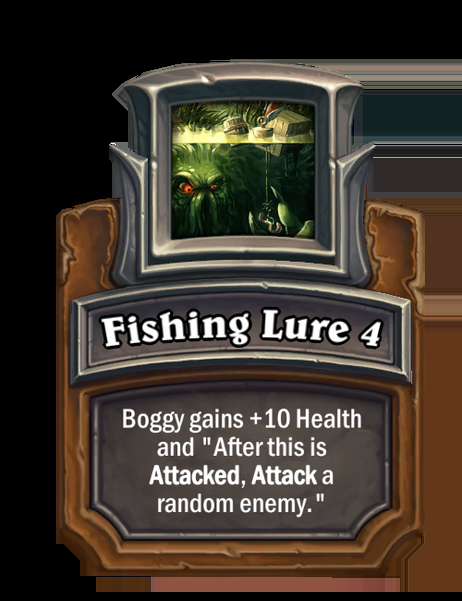 Fishing Lure 4
Boggy gains +10 Health
and "After this is
Attacked, Attack a
random enemy."